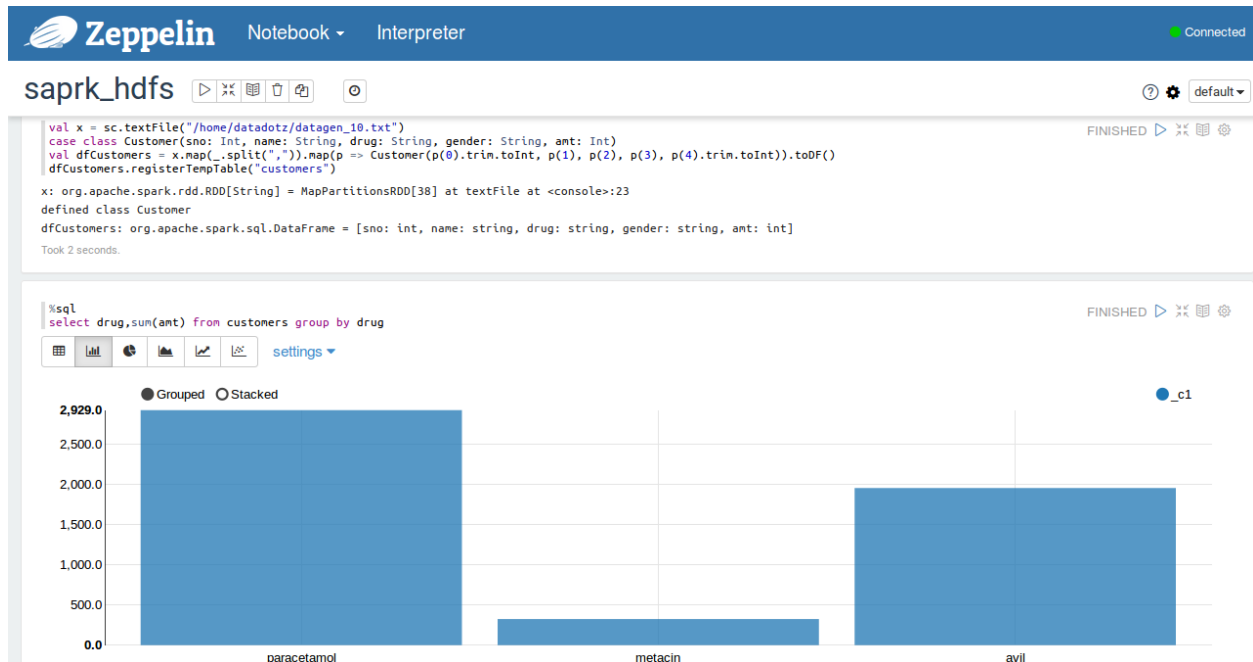 Zeppelin Notebook Interpreter Connected
saprk_hdfs default
val x = sc.textFile("/home/datadotz/datagen_10.txt") FINISHED
case class Customer(sno: Int, name: String, drug: String, gender: String, amt: Int)
val dfCustomers = x.map(_.split(",")).map(p => Customer(p(0).trim.toInt, p(1), p(2), p(3), p(4).trim.toInt)).toDF()
dfCustomers.registerTempTable("customers")
x: org.apache.spark.rdd.RDD[String] = MapPartitionsRDD[38] at textFile at <console>:23
defined class Customer
dfCustomers: org.apache.spark.sql.DataFrame = [sno: int, name: string, drug: string, gender: string, amt: int]
Took 2 seconds.
%sql FINISHED
select drug,sum(amt) from customers group by drug
settings
Grouped Stacked _c1
2,929.0
2,500.0
2,000.0
1,500.0
1,000.0
500.0
0.0
paracetamol metacin avil